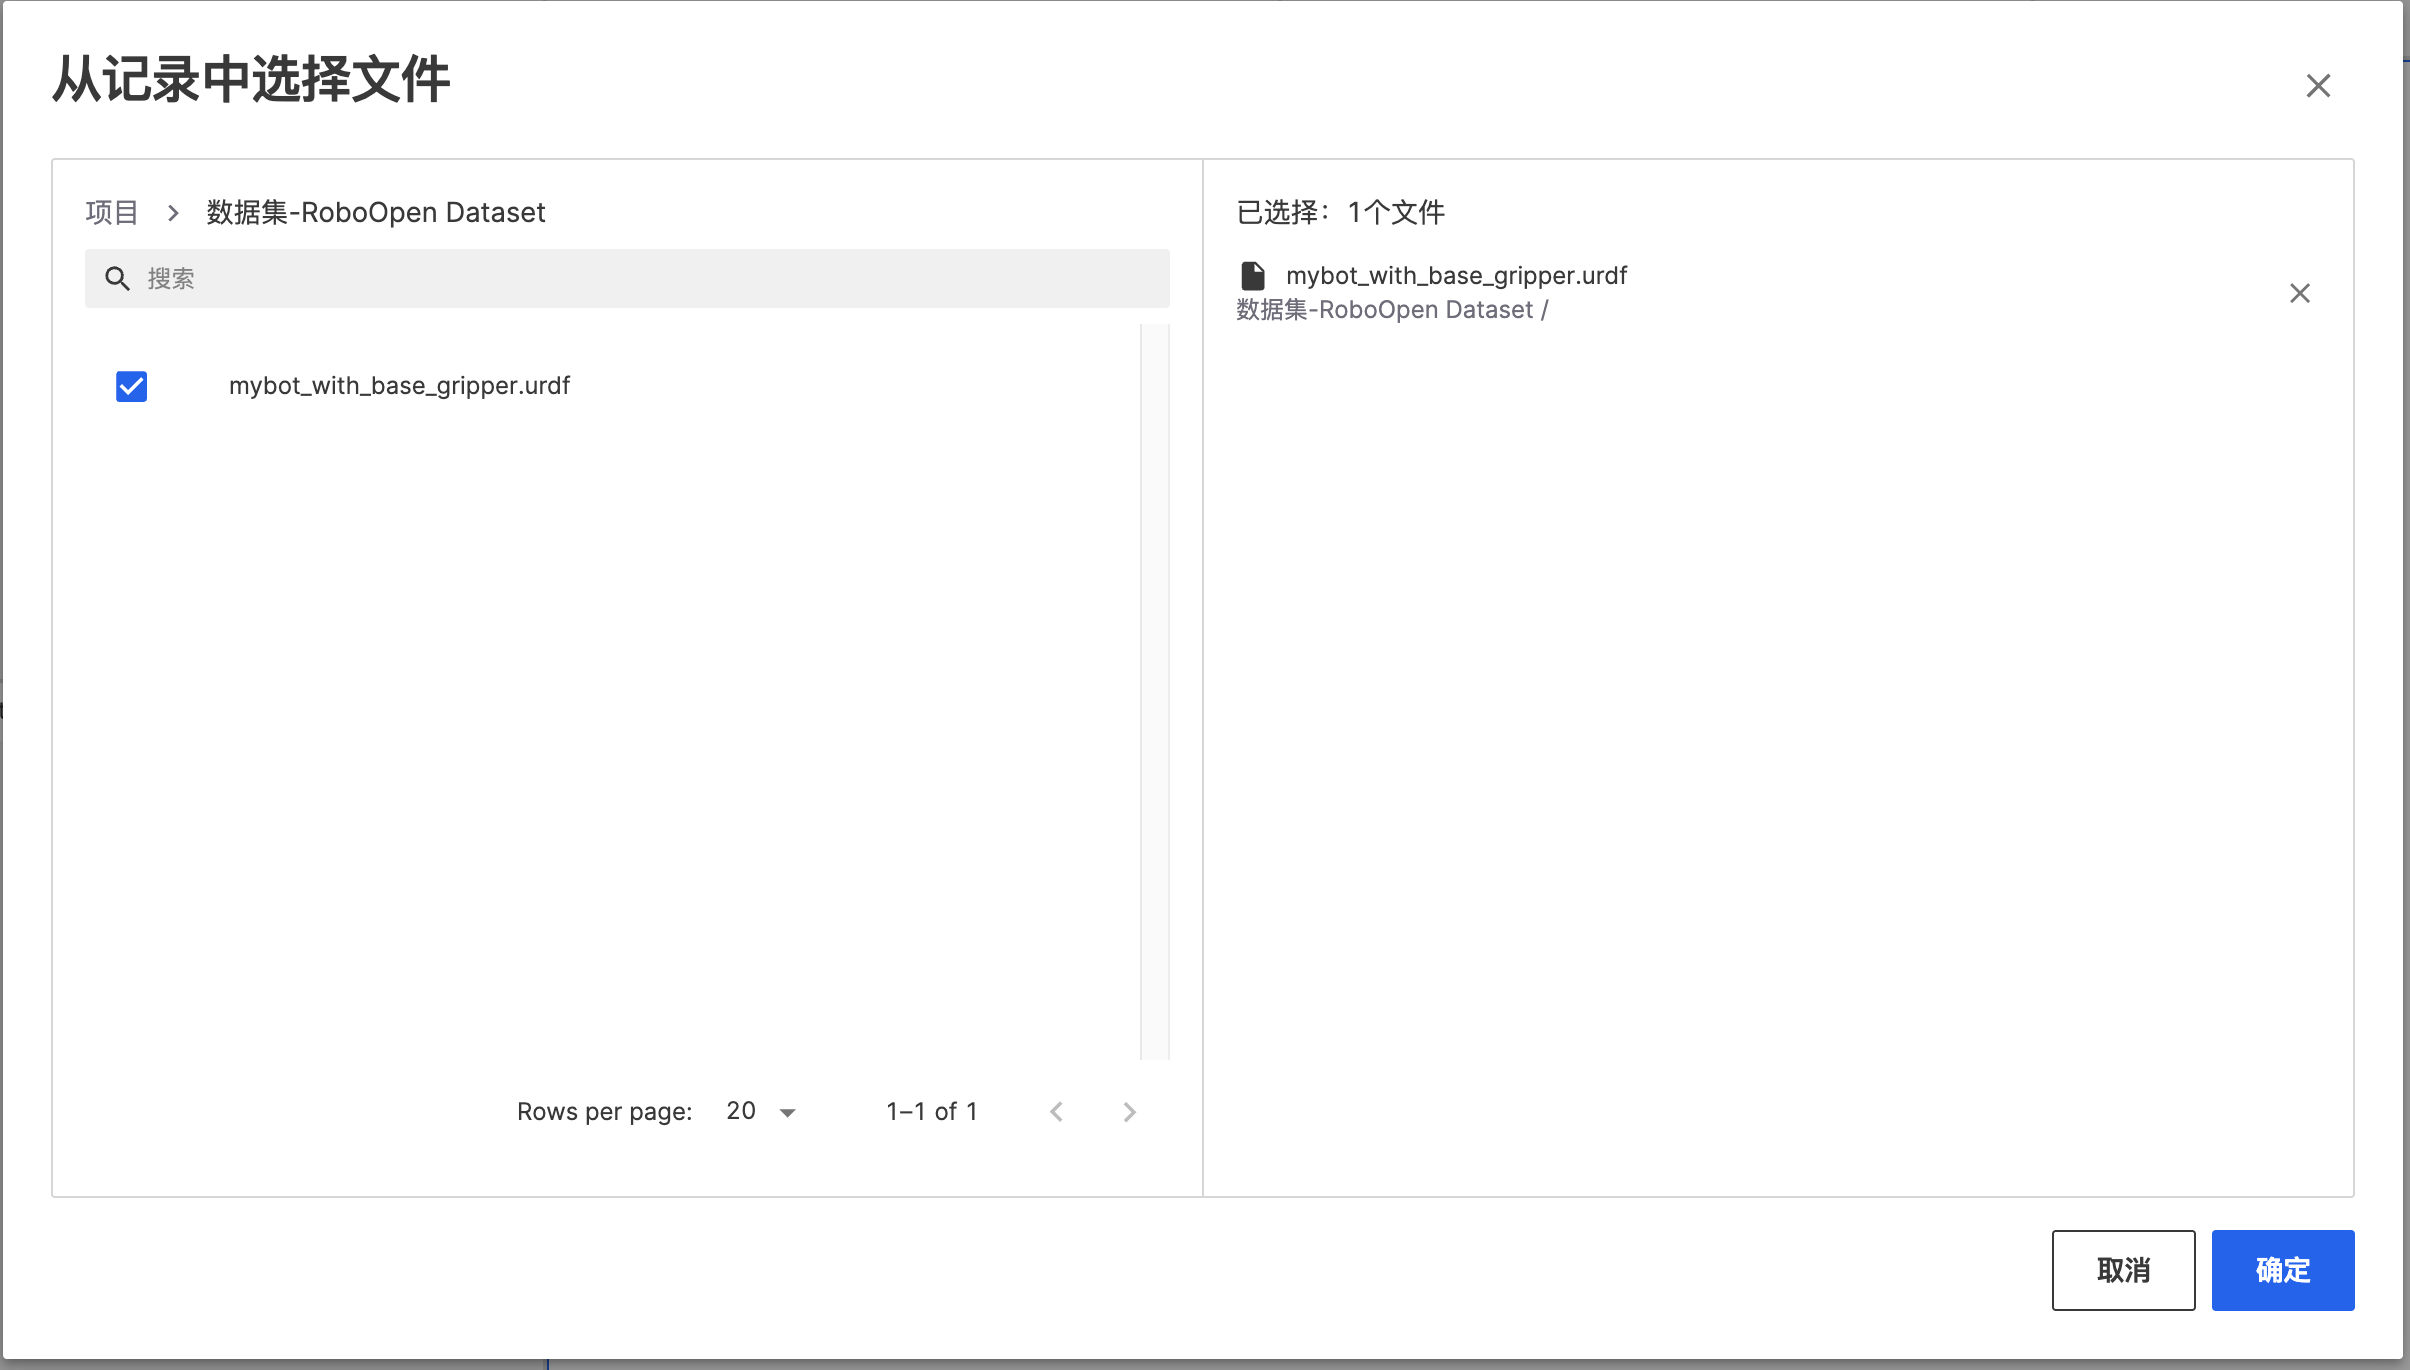 从记录中选择文件
项目 > 数据集-RoboOpen Dataset
搜索
mybot_with_base_gripper.urdf
Rows per page: 20
1–1 of 1
已选择：1个文件
mybot_with_base_gripper.urdf
数据集-RoboOpen Dataset /
取消
确定